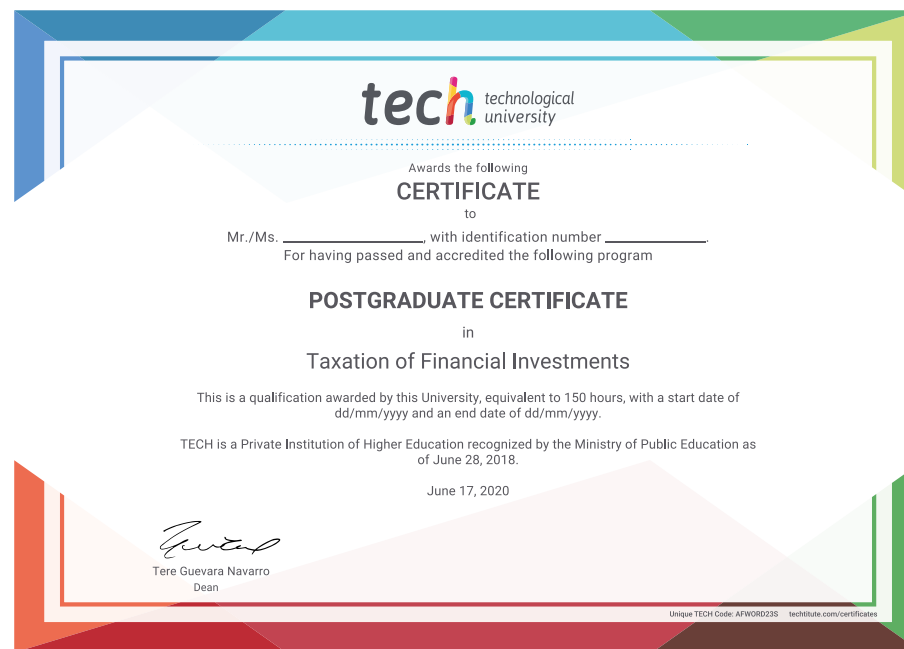 tech technological
university
Awards the following
CERTIFICATE
to
Mr./Ms. ____________, with identification number ____________.
For having passed and accredited the following program
POSTGRADUATE CERTIFICATE
in
Taxation of Financial Investments
This is a qualification awarded by this University, equivalent to 150 hours, with a start date of
dd/mm/yyyy and an end date of dd/mm/yyyy.
TECH is a Private Institution of Higher Education recognized by the Ministry of Public Education as
of June 28, 2018.
June 17, 2020
Tere Guevara Navarro
Dean
Unique TECH Code: AFWORD23S techtitute.com/certificates